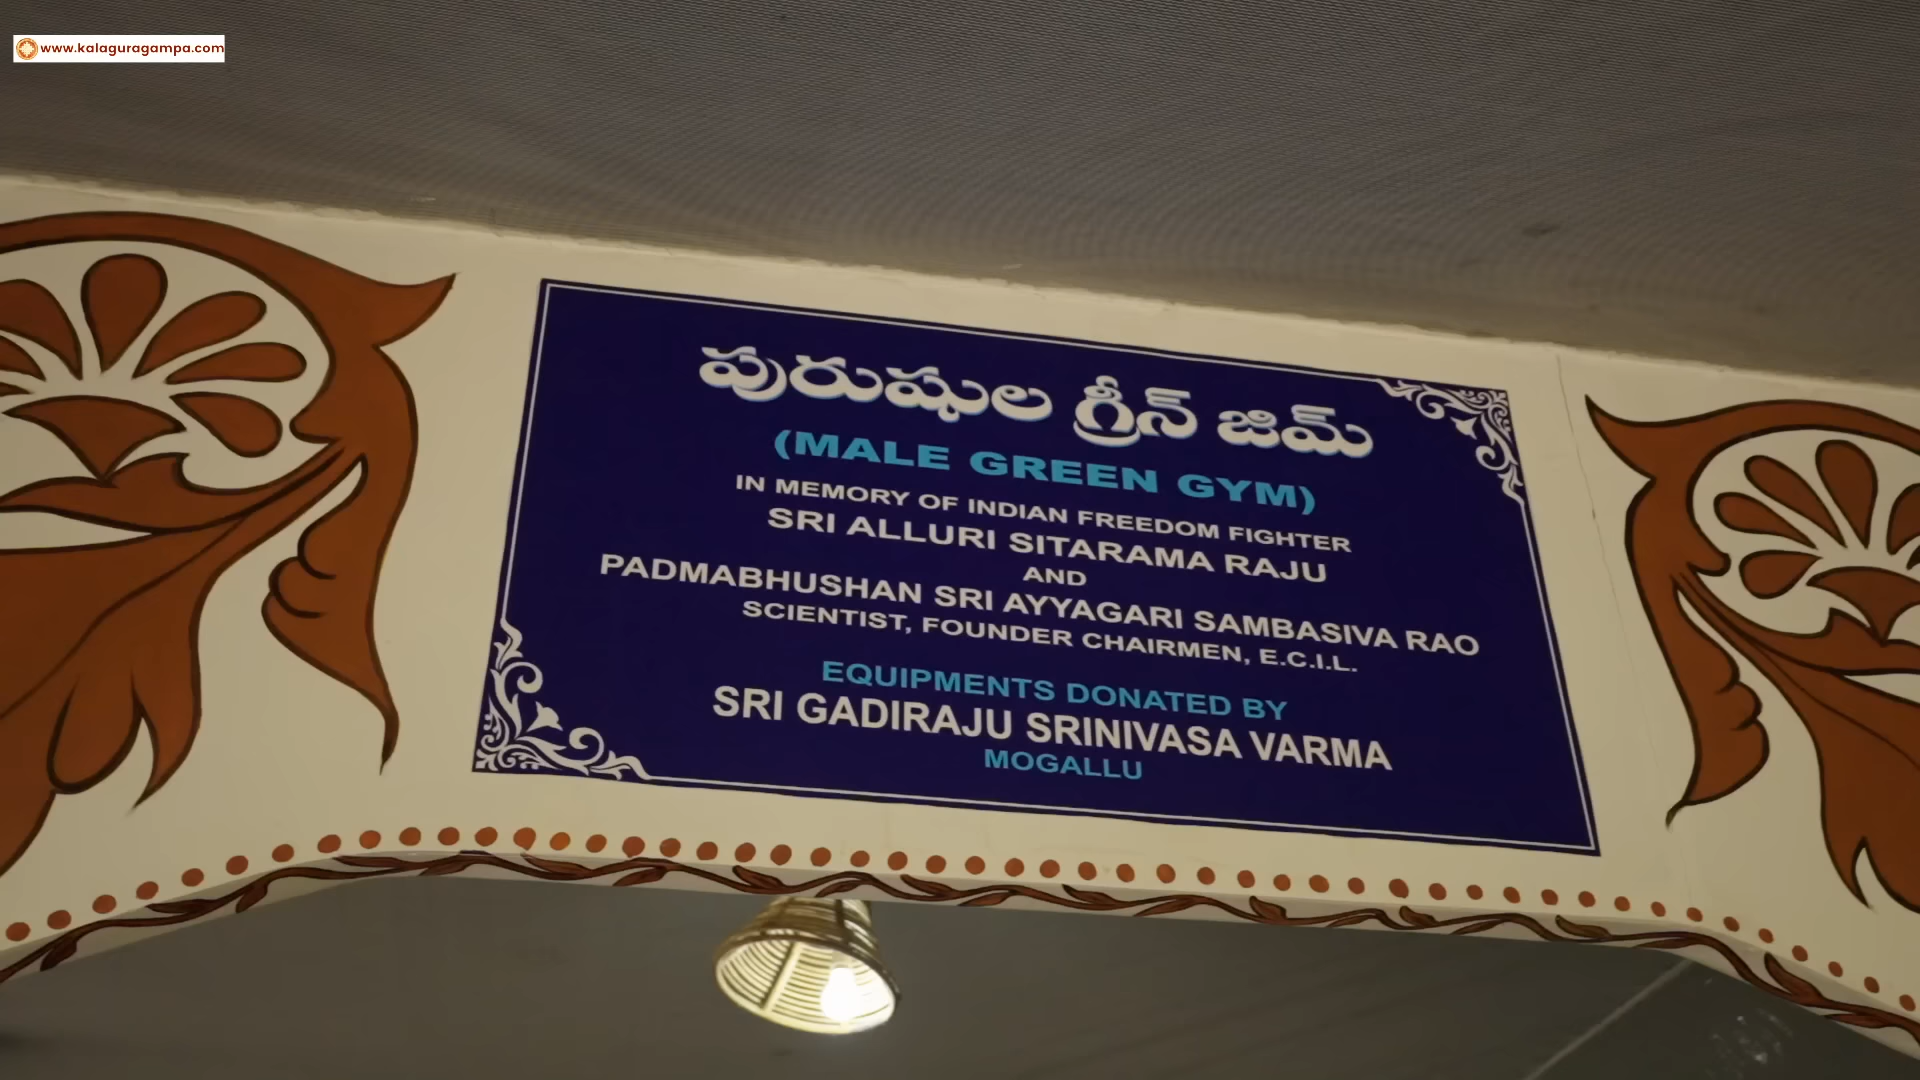 www.kalaguragampa.com
పురుషుల గ్రీన్ జిమ్
(MALE GREEN GYM)
IN MEMORY OF INDIAN FREEDOM FIGHTER
SRI ALLURI SITARAMA RAJU
AND
PADMABHUSHAN SRI AYYAGARI SAMBASIVA RAO
SCIENTIST, FOUNDER CHAIRMEN, E.C.I.L.
EQUIPMENTS DONATED BY
SRI GADIRAJU SRINIVASA VARMA
MOGALLU